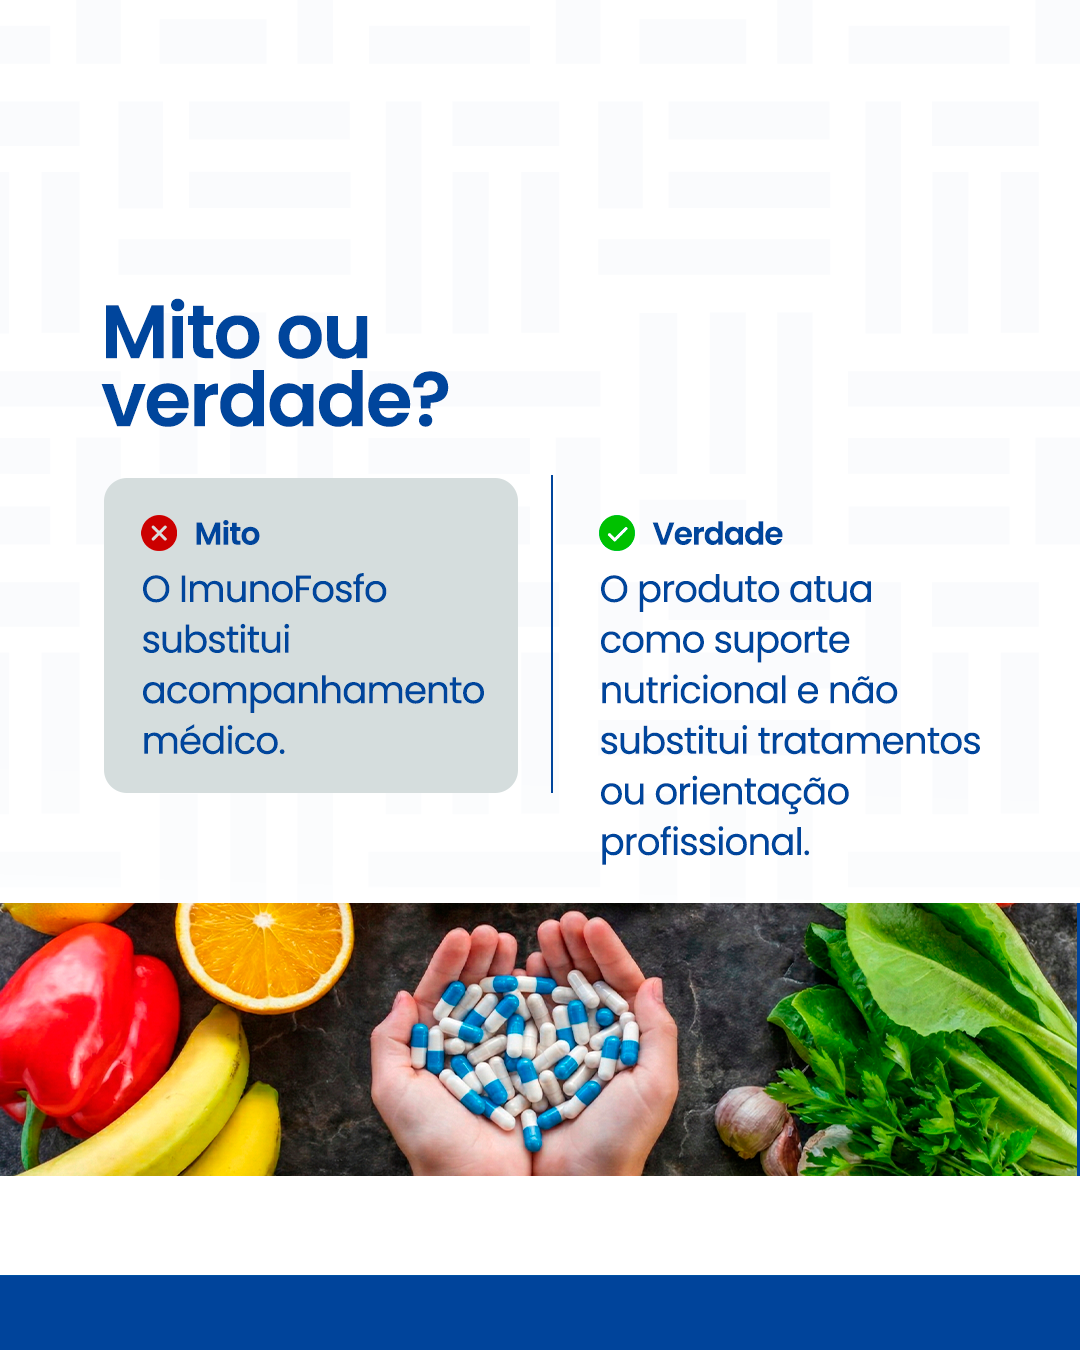 Mito ou
verdade?
Mito
O ImunoFosfo
substitui
acompanhamento
médico.
Verdade
O produto atua
como suporte
nutricional e não
substitui tratamentos
ou orientação
profissional.